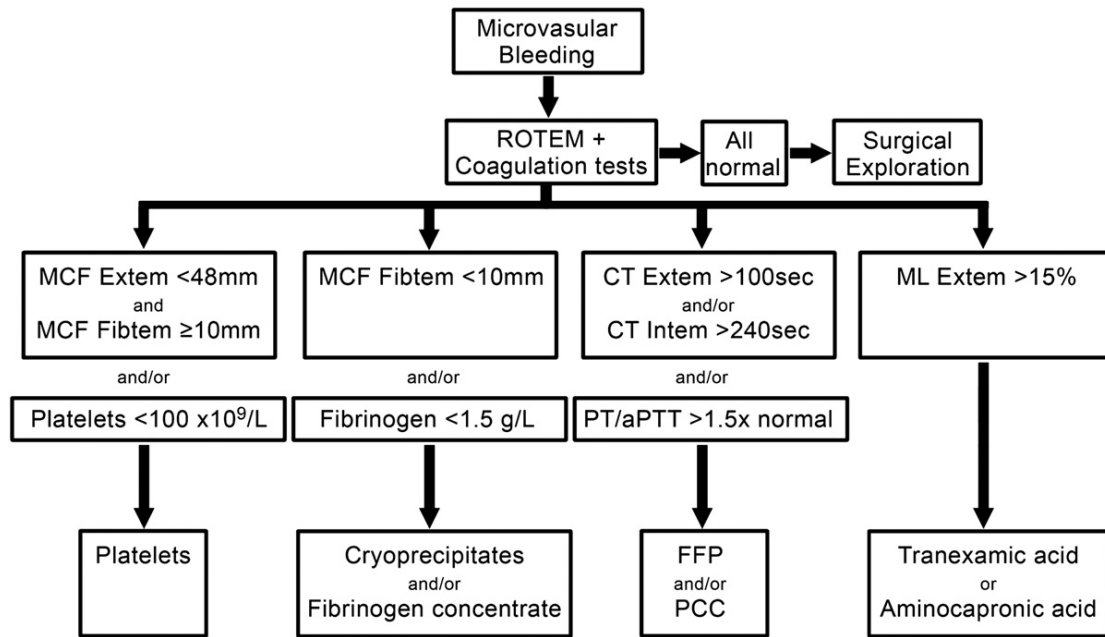 Microvasular
Bleeding
ROTEM +
Coagulation tests
All
normal
Surgical
Exploration
MCF Extem <48mm
and
MCF Fibtem ≥10mm
MCF Fibtem <10mm
CT Extem >100sec
and/or
CT Intem >240sec
ML Extem >15%
and/or
and/or
and/or
Platelets <100 x10⁹/L
Fibrinogen <1.5 g/L
PT/aPTT >1.5x normal
Platelets
Cryoprecipitates
and/or
Fibrinogen concentrate
FFP
and/or
PCC
Tranexamic acid
or
Aminocapronic acid